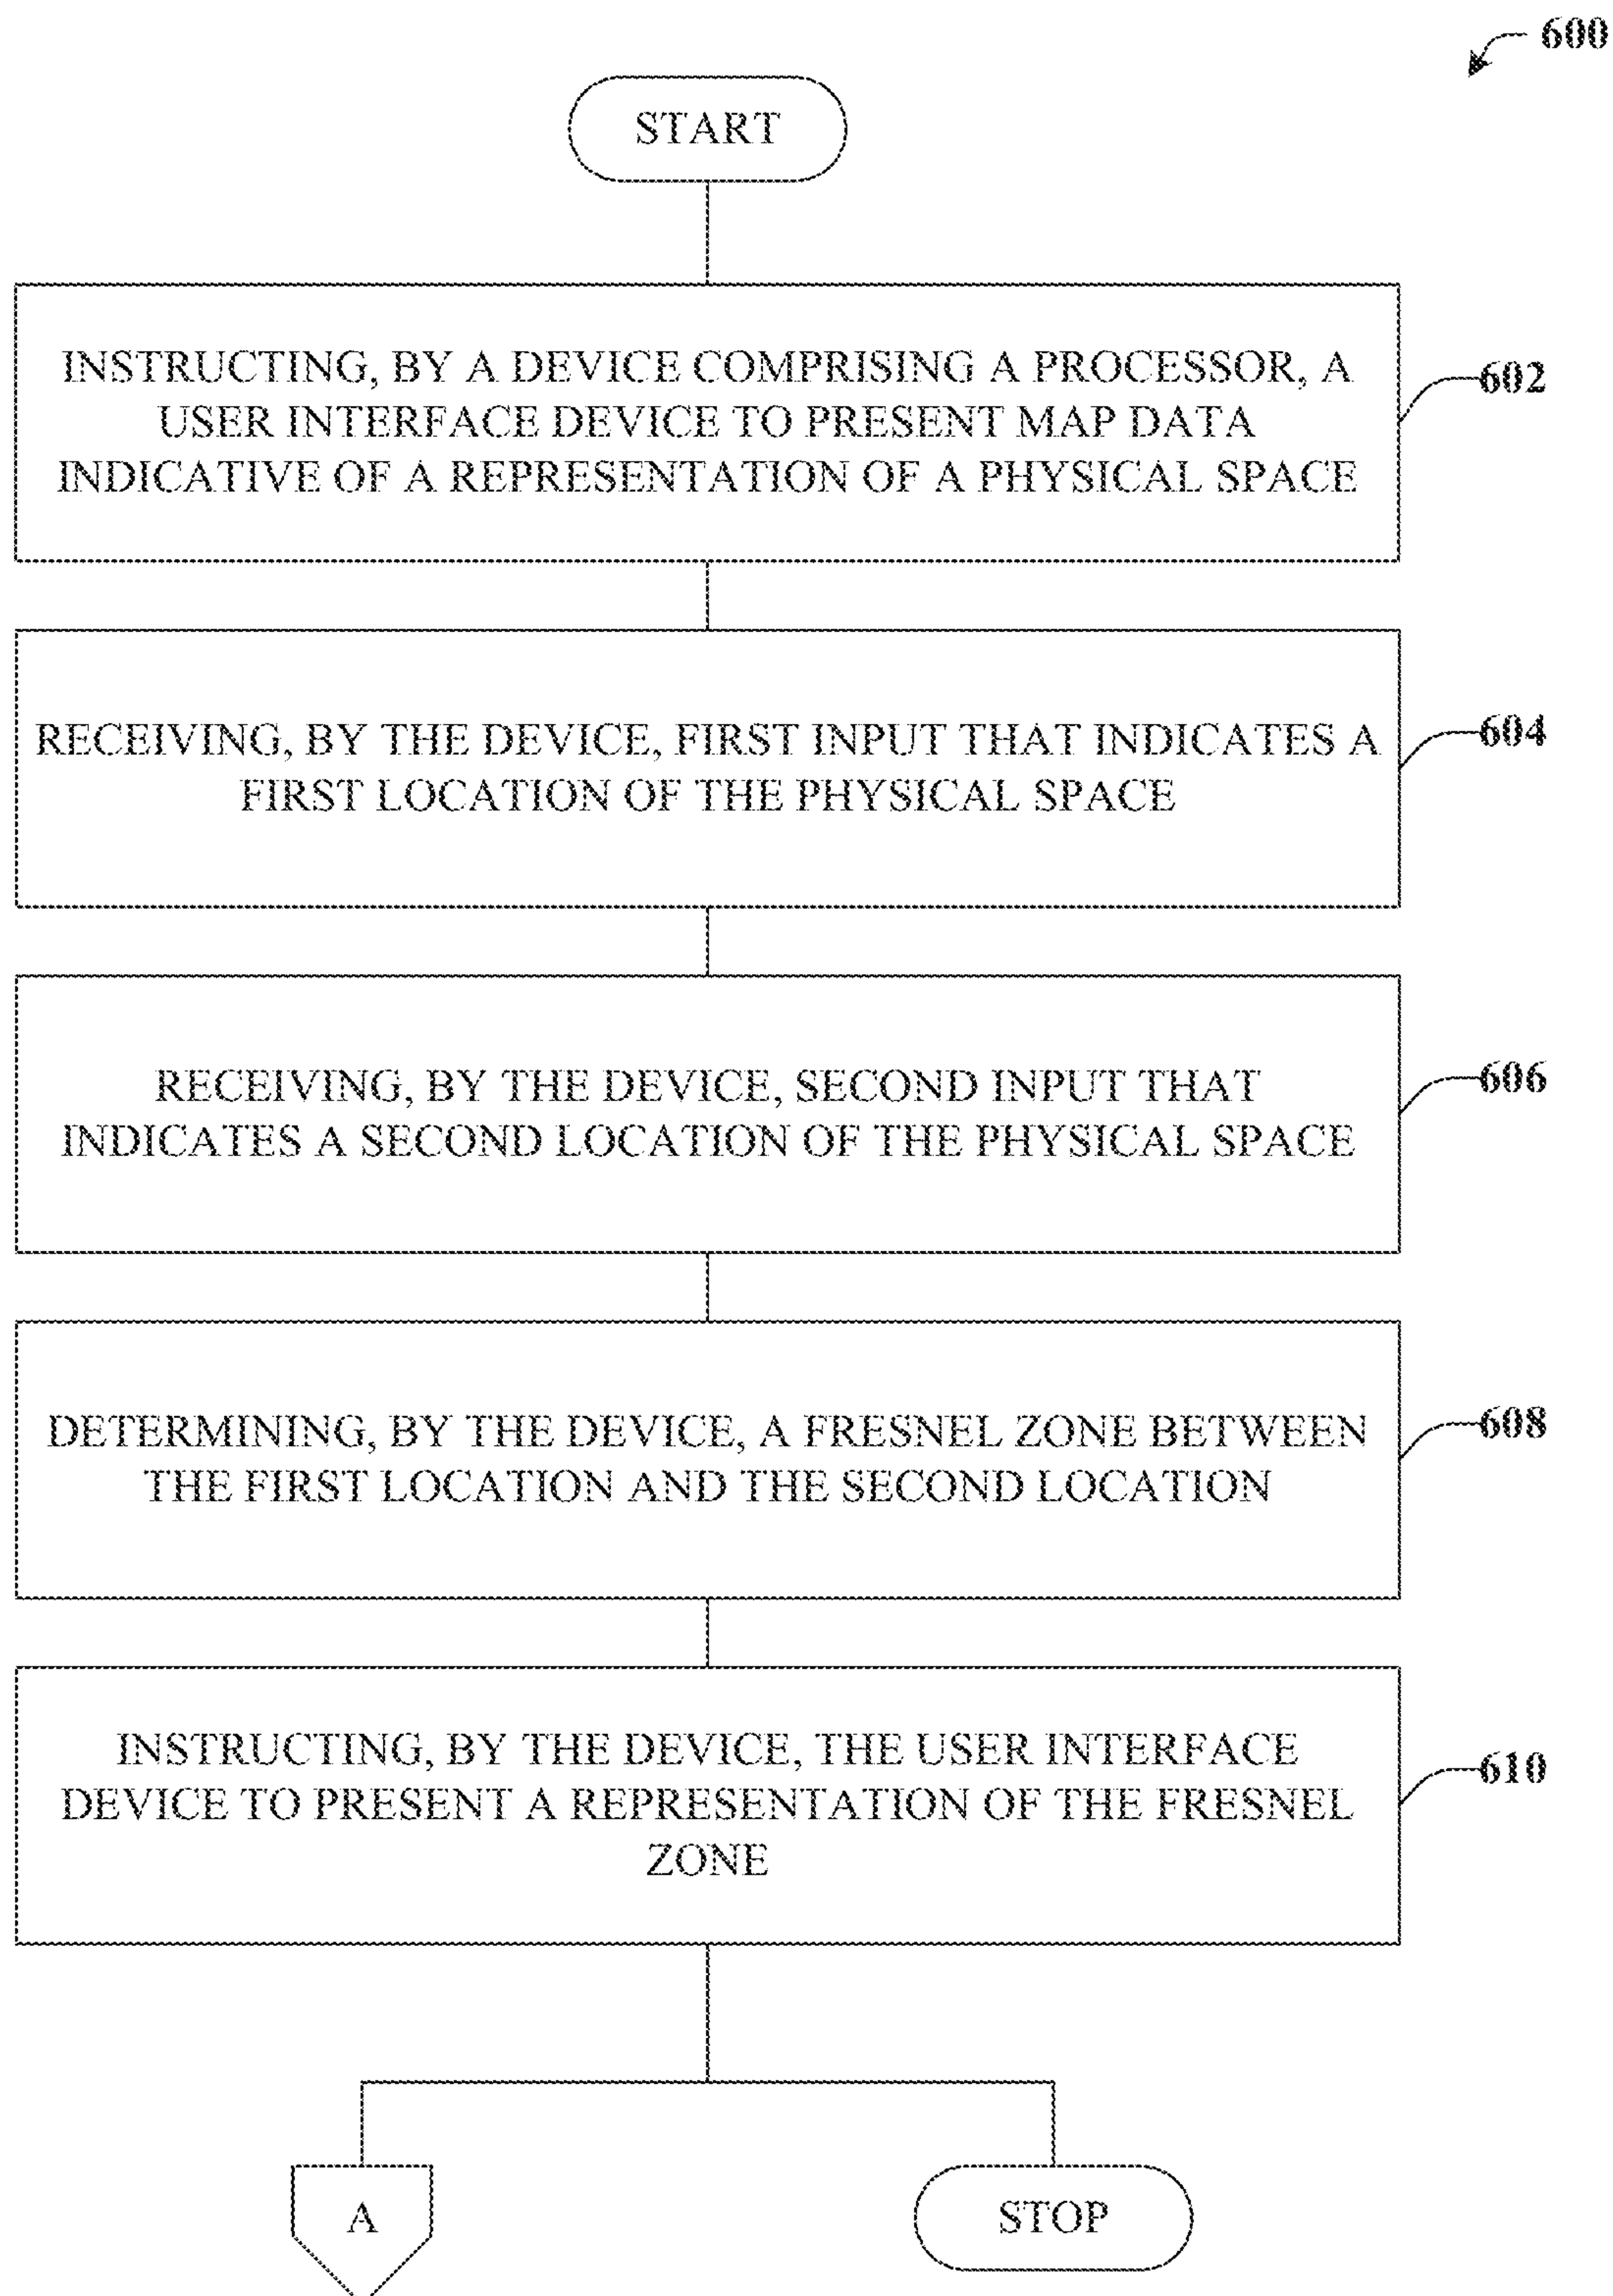 600
START
INSTRUCTING, BY A DEVICE COMPRISING A PROCESSOR, A
USER INTERFACE DEVICE TO PRESENT MAP DATA
INDICATIVE OF A REPRESENTATION OF A PHYSICAL SPACE
602
RECEIVING, BY THE DEVICE, FIRST INPUT THAT INDICATES A
FIRST LOCATION OF THE PHYSICAL SPACE
604
RECEIVING, BY THE DEVICE, SECOND INPUT THAT
INDICATES A SECOND LOCATION OF THE PHYSICAL SPACE
606
DETERMINING, BY THE DEVICE, A FRESNEL ZONE BETWEEN
THE FIRST LOCATION AND THE SECOND LOCATION
608
INSTRUCTING, BY THE DEVICE, THE USER INTERFACE
DEVICE TO PRESENT A REPRESENTATION OF THE FRESNEL
ZONE
610
A
STOP